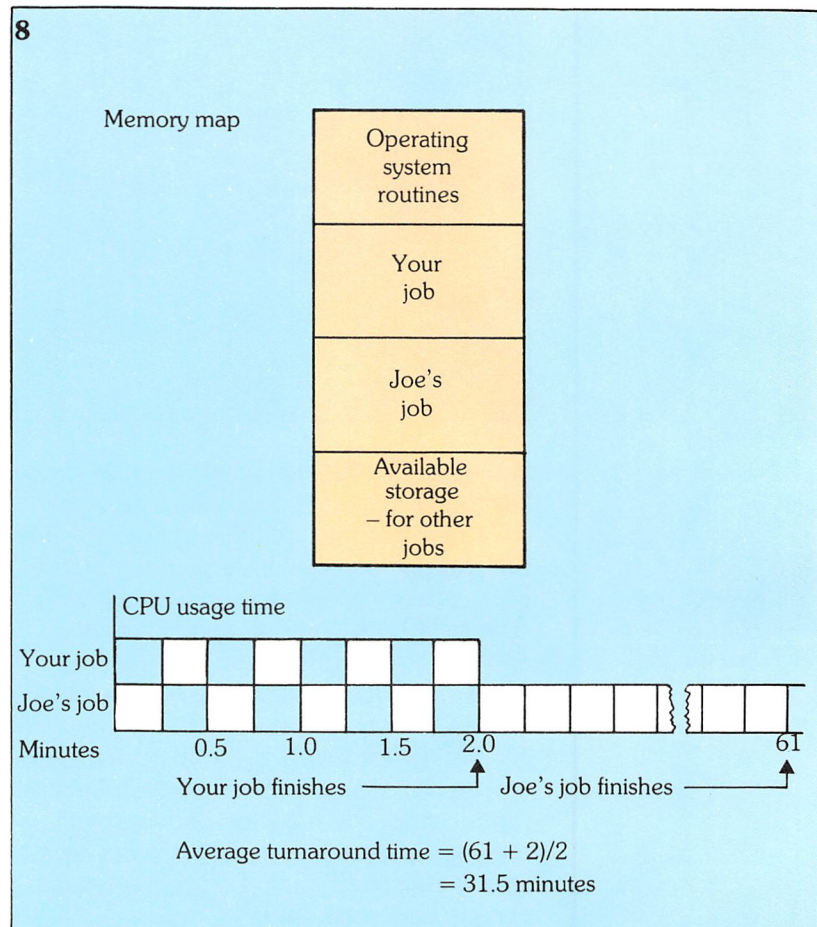 8
Memory map
Operating
system
routines
Your
job
Joe's
job
Available
storage
– for other
jobs
CPU usage time
Your job
Joe's job
Minutes 0.5 1.0 1.5 2.0 61
Your job finishes Joe's job finishes
Average turnaround time = (61 + 2)/2
= 31.5 minutes